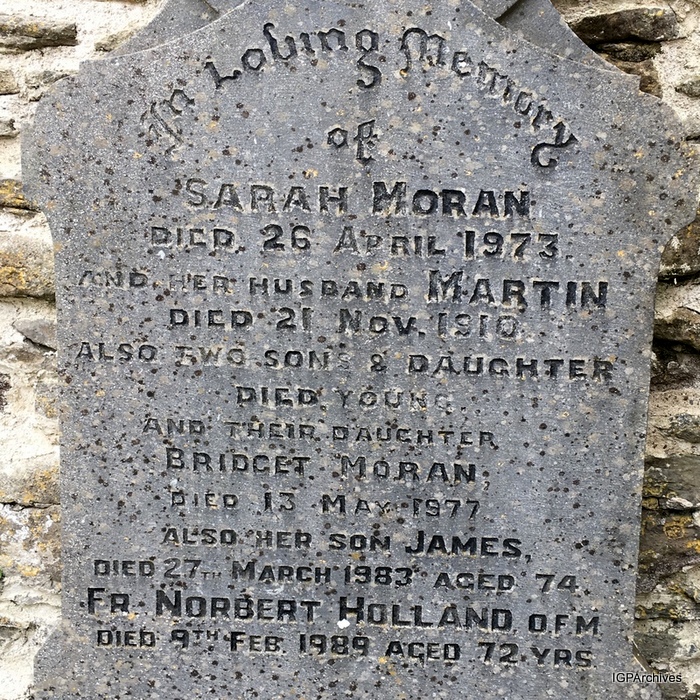 In Loving Memory
of
SARAH MORAN
DIED 26 APRIL 1973.
AND HER HUSBAND MARTIN
DIED 21 NOV. 1910
ALSO TWO SONS & DAUGHTER
DIED YOUNG.
AND THEIR DAUGHTER
BRIDGET MORAN,
DIED 13 MAY 1977
ALSO HER SON JAMES,
DIED 27TH MARCH 1983 AGED 74.
FR. NORBERT HOLLAND OFM
DIED 9TH FEB. 1989 AGED 72 YRS.
IGPArchives